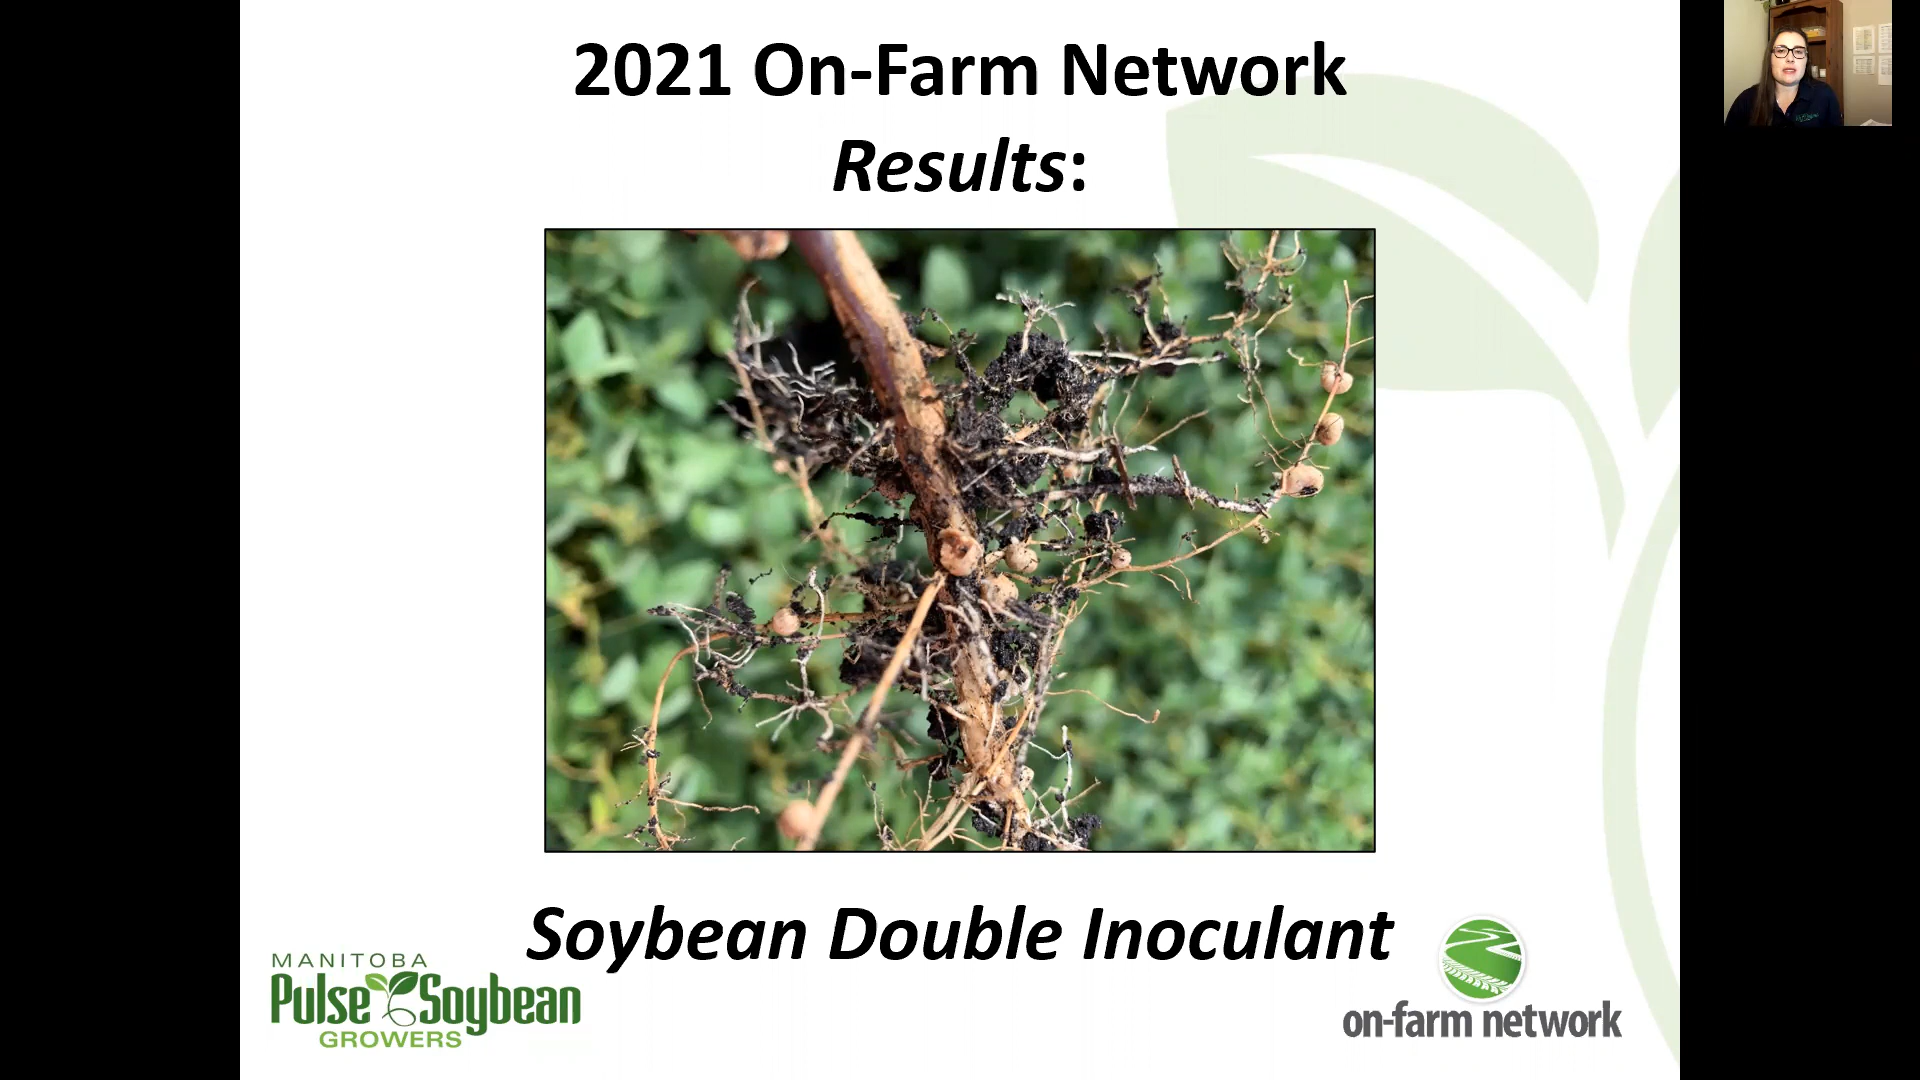 2021 On-Farm Network
Results:
Soybean Double Inoculant
MANITOBA
Pulse Soybean
GROWERS
on-farm network